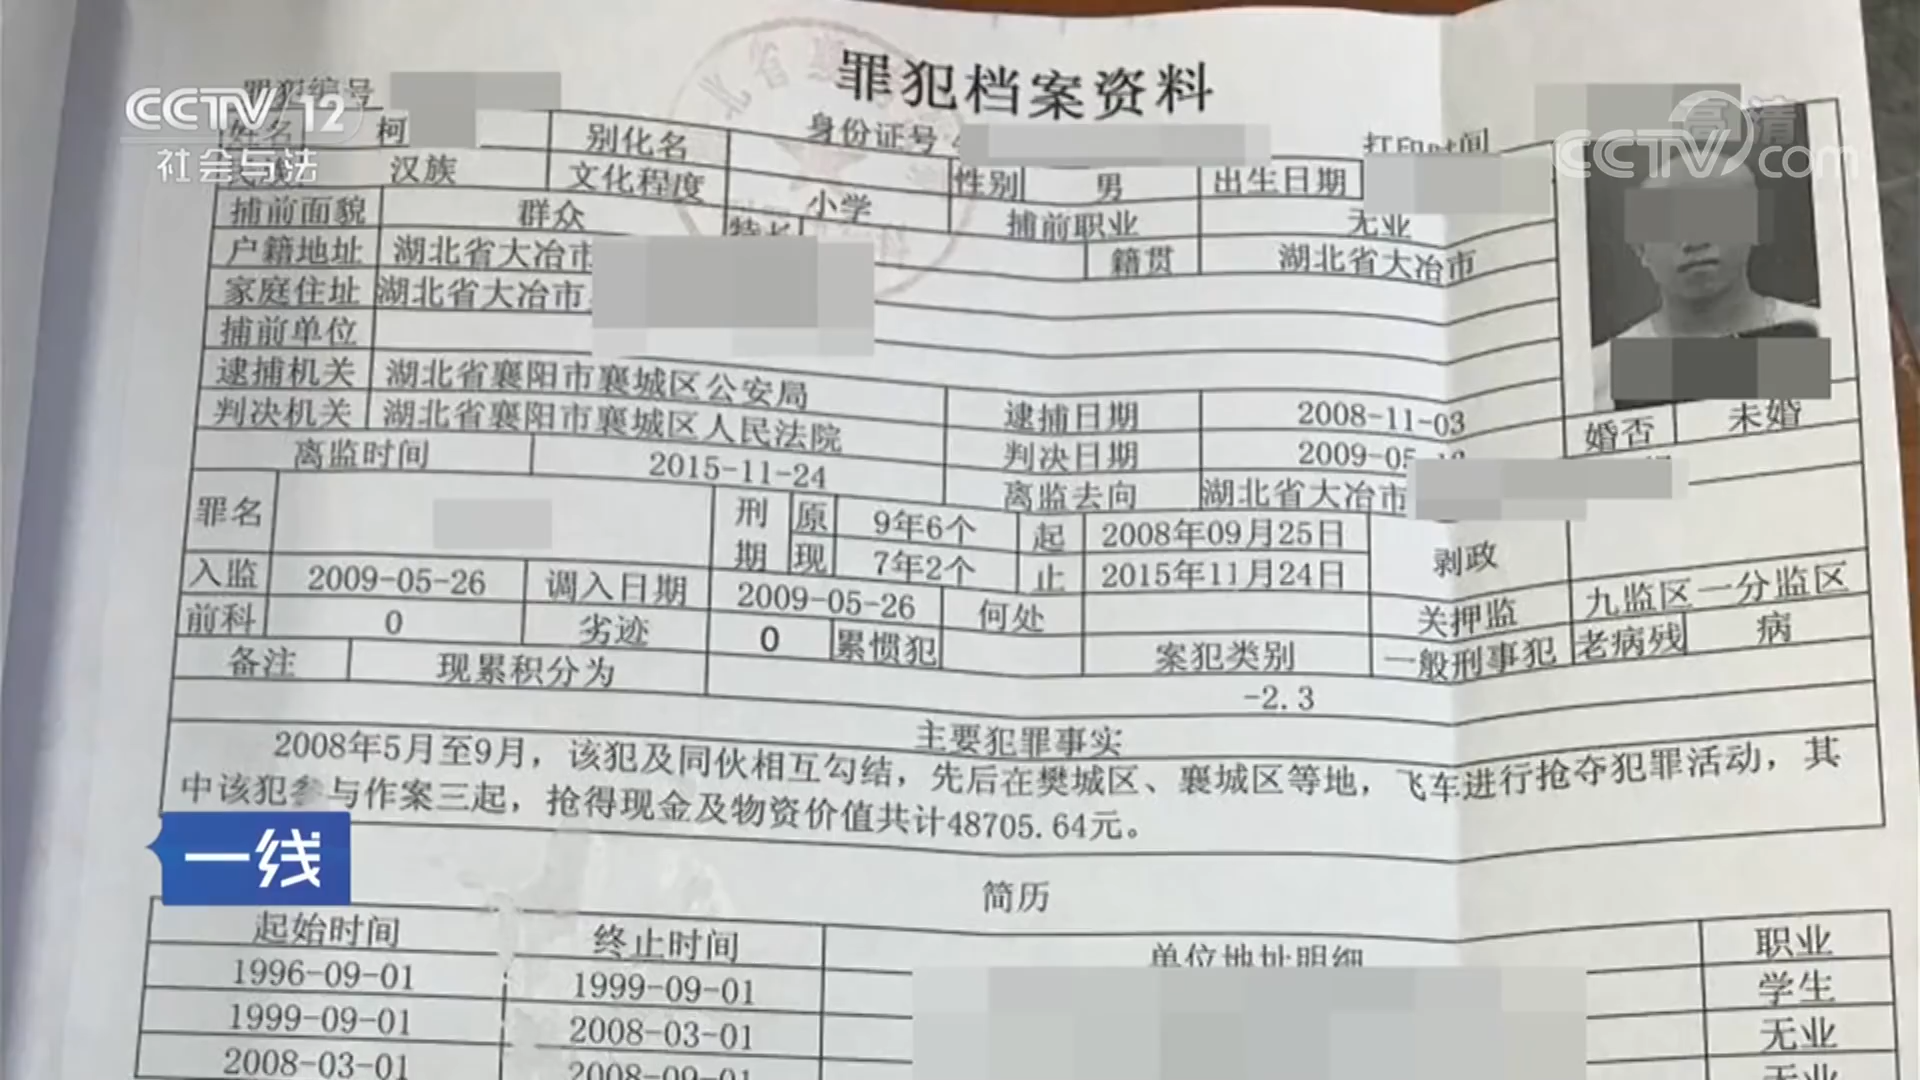 罪犯档案资料
罪犯编号
CCTV 12
社会与法
高清
CCTV.com
身份证号
打印时间
姓名 柯 别化名
民族 汉族 文化程度 小学 性别 男 出生日期
捕前面貌 群众 特长 捕前职业 无业
户籍地址 湖北省大冶市 籍贯 湖北省大冶市
家庭住址 湖北省大冶市
捕前单位
逮捕机关 湖北省襄阳市襄城区公安局 逮捕日期 2008-11-03 婚否 未婚
判决机关 湖北省襄阳市襄城区人民法院 判决日期 2009-05
离监时间 2015-11-24 离监去向 湖北省大冶市
罪名 刑期 原 9年6个 起 2008年09月25日 剥政
现 7年2个 止 2015年11月24日
入监 2009-05-26 调入日期 2009-05-26 何处 关押监 九监区一分监区
前科 0 劣迹 0 累惯犯 案犯类别 一般刑事犯 老病残 病
备注 现累积分为 -2.3
主要犯罪事实
2008年5月至9月，该犯及同伙相互勾结，先后在樊城区、襄城区等地，飞车进行抢夺犯罪活动，其
中该犯参与作案三起，抢得现金及物资价值共计48705.64元。
一线
简历
起始时间 终止时间 单位地址明细 职业
1996-09-01 1999-09-01 学生
1999-09-01 2008-03-01 无业
2008-03-01 2008-09-01 无业